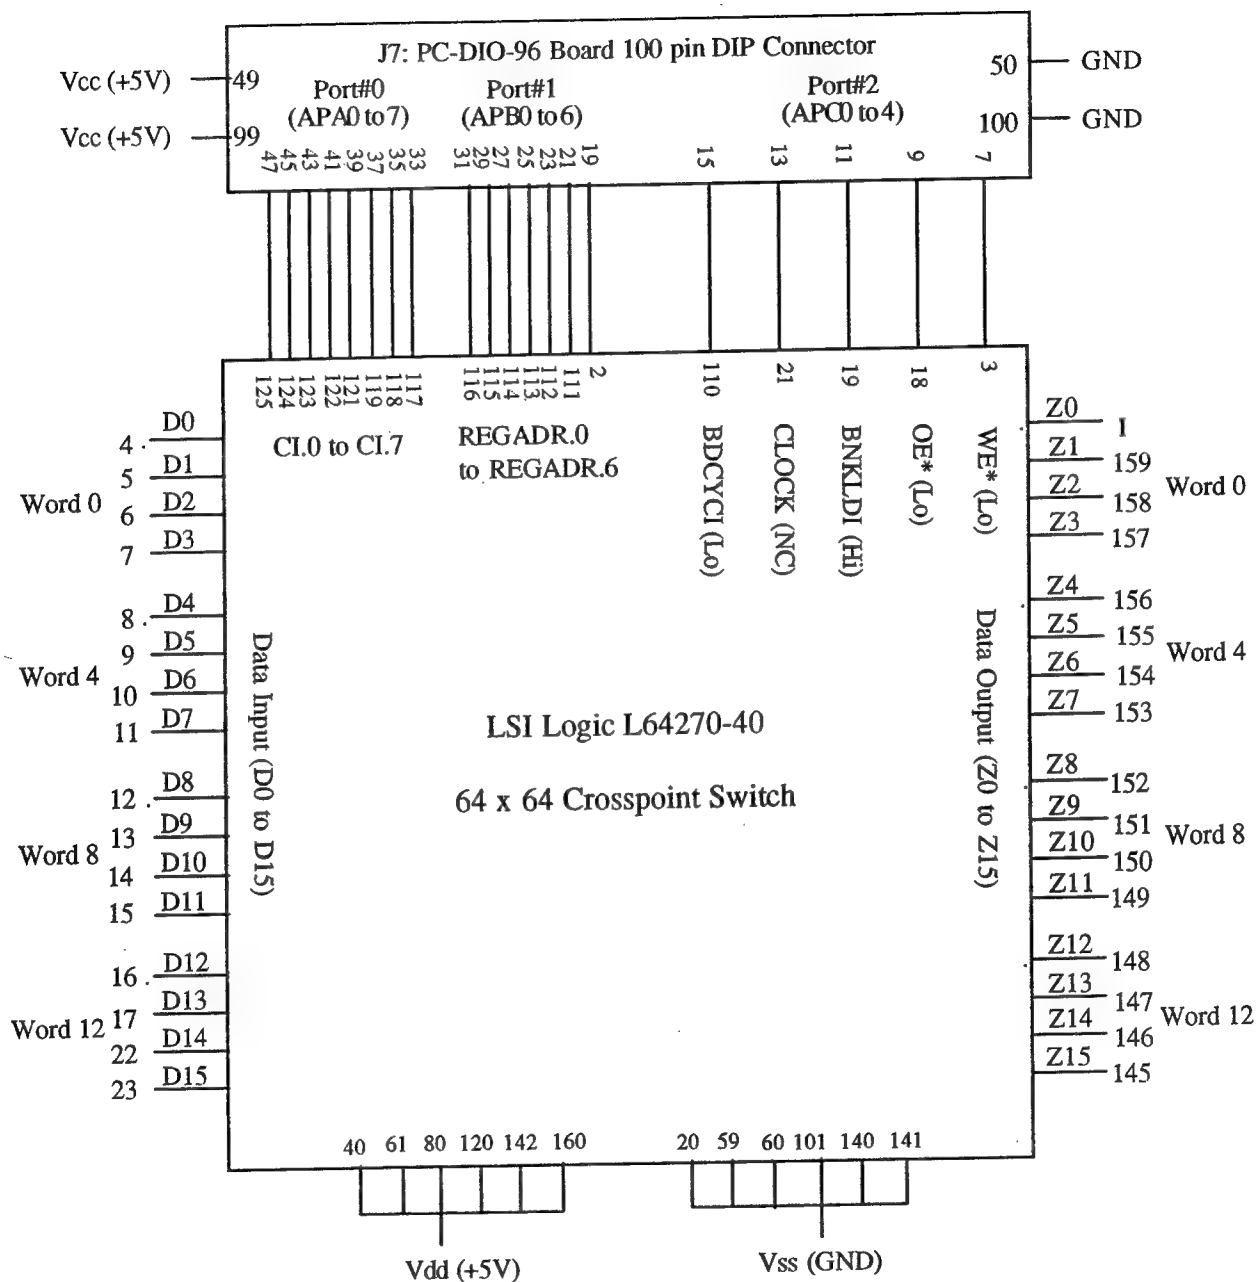 J7: PC-DIO-96 Board 100 pin DIP Connector
Vcc (+5V) 49
Vcc (+5V) 99
Port#0
(APA0 to 7)
Port#1
(APB0 to 6)
Port#2
(APC0 to 4)
50 GND
100 GND
47 45 43 41 39 37 35 33
31 29 27 25 23 21 19
15 13 11 9 7
125 124 123 122 121 119 118 117
116 115 114 113 112 111 2
110 21 19 18 3
CI.0 to CI.7
REGADR.0
to REGADR.6
BDCYCI (Lo)
CLOCK (NC)
BNKLDI (Hi)
OE* (Lo)
WE* (Lo)
Word 0
4 D0
5 D1
6 D2
7 D3
Word 4
8 D4
9 D5
10 D6
11 D7
Word 8
12 D8
13 D9
14 D10
15 D11
Word 12
16 D12
17 D13
22 D14
23 D15
Data Input (D0 to D15)
LSI Logic L64270-40
64 x 64 Crosspoint Switch
Data Output (Z0 to Z15)
Z0 1
Z1 159
Z2 158
Z3 157
Word 0
Z4 156
Z5 155
Z6 154
Z7 153
Word 4
Z8 152
Z9 151
Z10 150
Z11 149
Word 8
Z12 148
Z13 147
Z14 146
Z15 145
Word 12
40 61 80 120 142 160
Vdd (+5V)
20 59 60 101 140 141
Vss (GND)